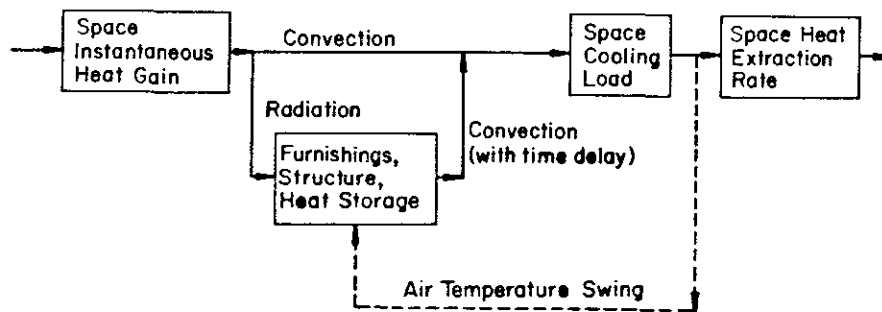 Space
Instantaneous
Heat Gain
Convection
Space
Cooling
Load
Space Heat
Extraction
Rate
Radiation
Convection
(with time delay)
Furnishings,
Structure,
Heat Storage
Air Temperature Swing